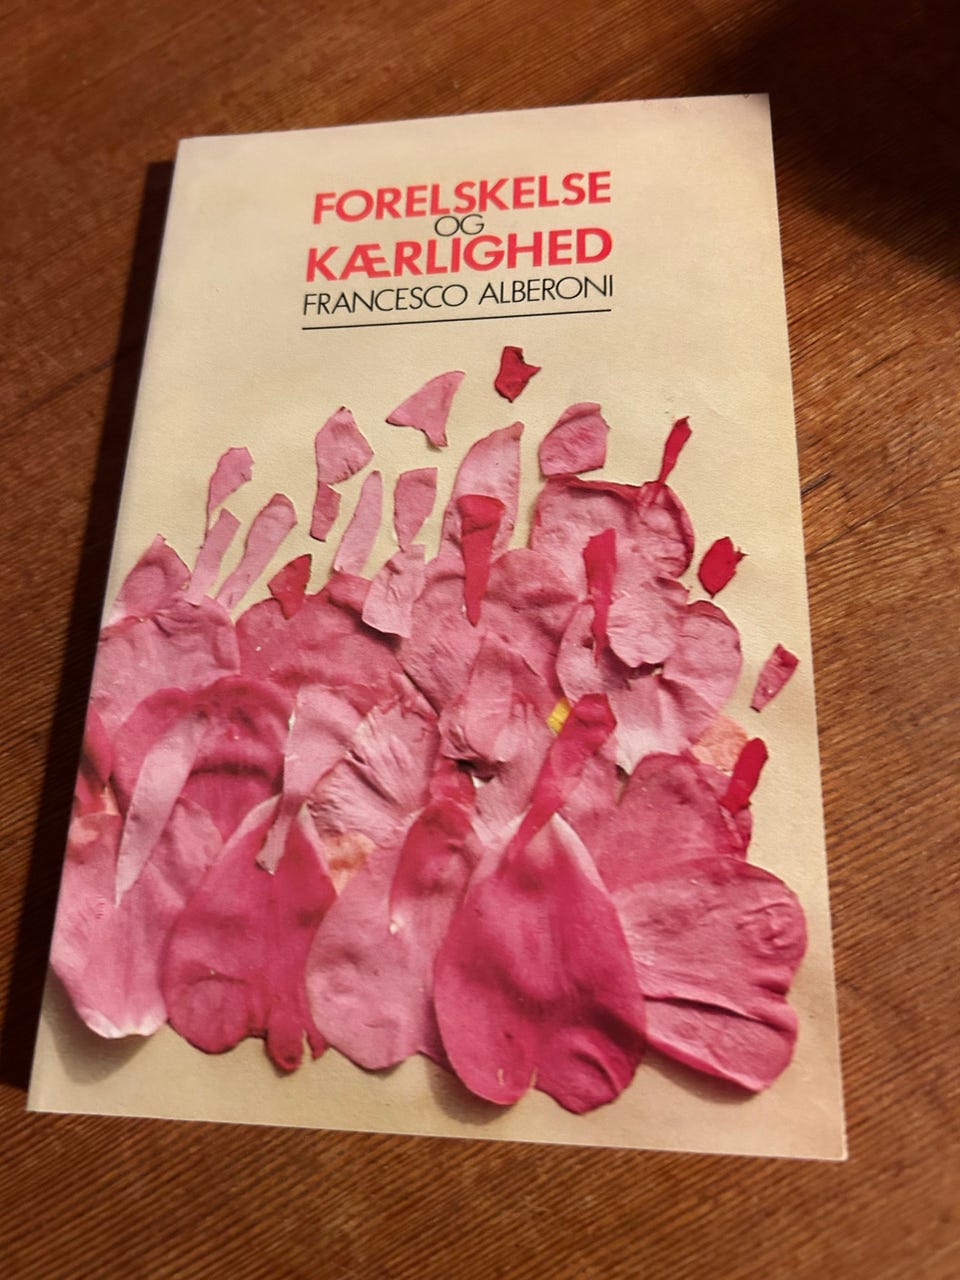 FORELSKELSE
OG
KÆRLIGHED
FRANCESCO ALBERONI